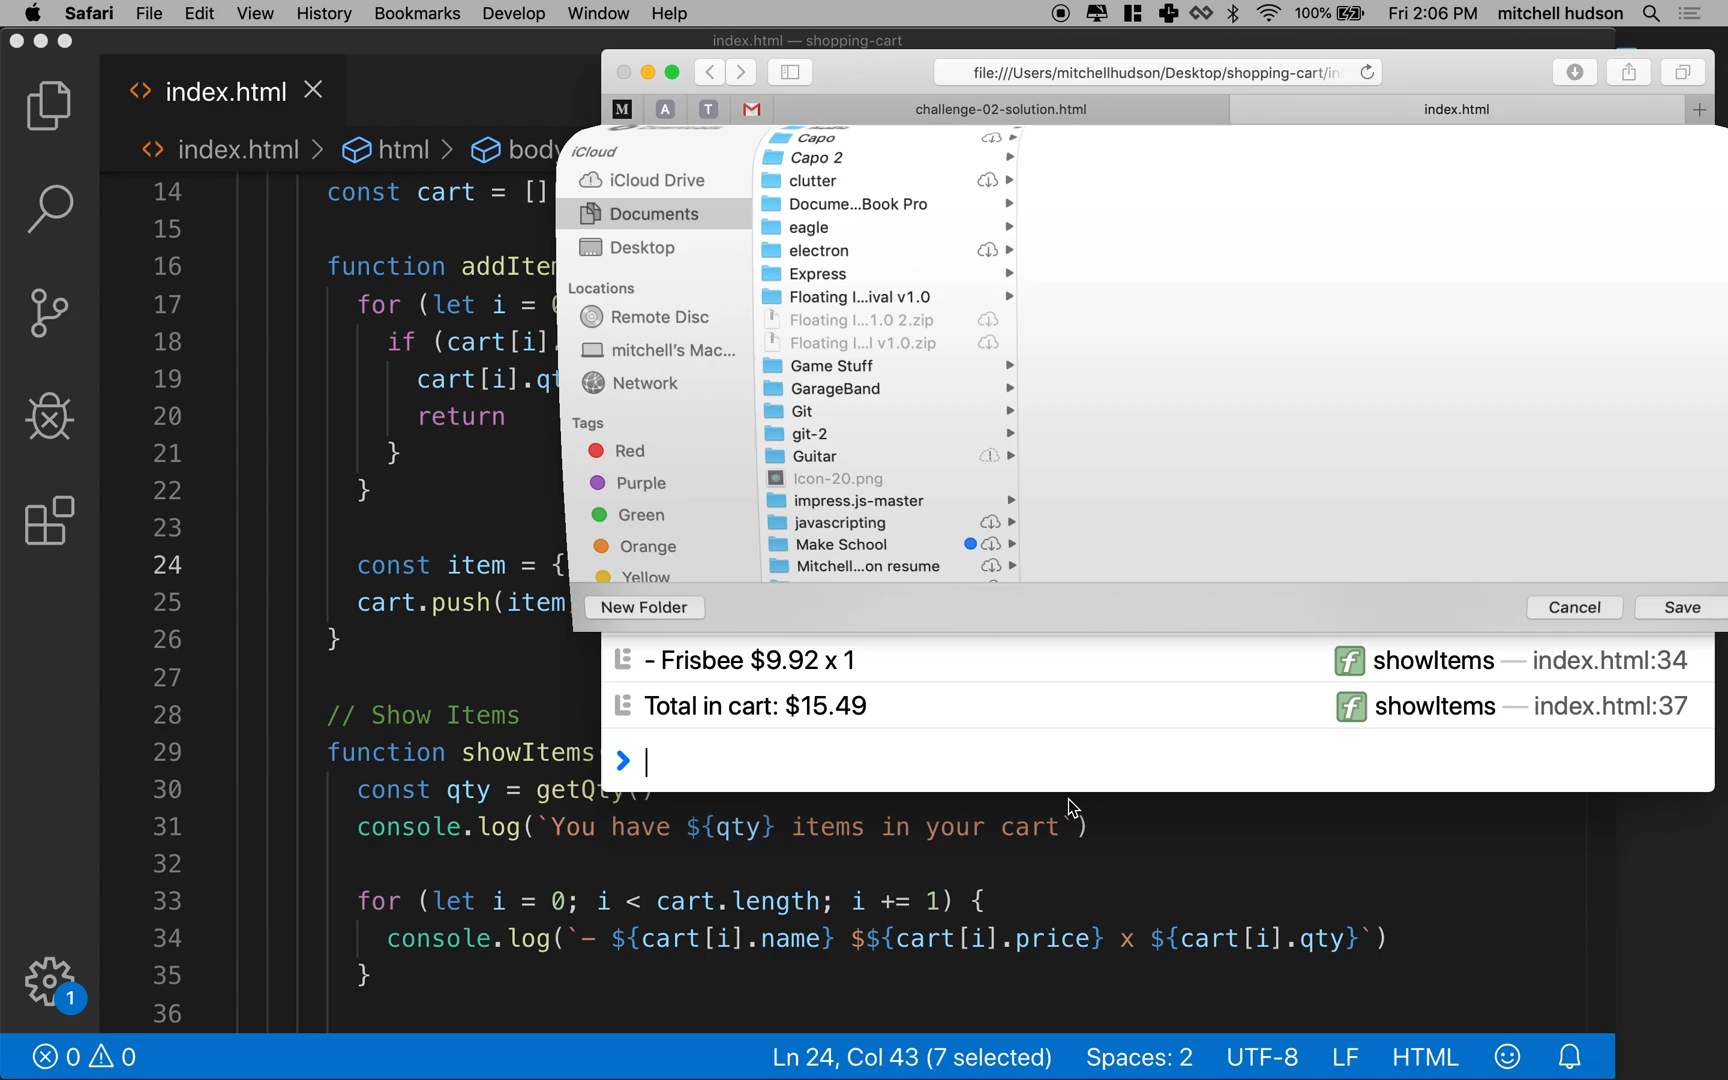 Safari File Edit View History Bookmarks Develop Window Help 100% Fri 2:06 PM mitchell hudson
index.html — shopping-cart
index.html
file:///Users/mitchellhudson/Desktop/shopping-cart/in
M A T challenge-02-solution.html index.html
index.html > html > body
14 const cart = []
15
16 function addItem
17 for (let i = 0
18 if (cart[i].
19 cart[i].qt
20 return
21 }
22 }
23
24 const item = {
25 cart.push(item
26 }
27
28 // Show Items
29 function showItems
30 const qty = getQty()
31 console.log(`You have ${qty} items in your cart`)
32
33 for (let i = 0; i < cart.length; i += 1) {
34 console.log(`– ${cart[i].name} $${cart[i].price} x ${cart[i].qty}`)
35 }
36
iCloud
iCloud Drive
Documents
Desktop
Locations
Remote Disc
mitchell's Mac...
Network
Tags
Red
Purple
Green
Orange
Yellow
Capo
Capo 2
clutter
Docume...Book Pro
eagle
electron
Express
Floating I...ival v1.0
Floating I...1.0 2.zip
Floating I...l v1.0.zip
Game Stuff
GarageBand
Git
git-2
Guitar
Icon-20.png
impress.js-master
javascripting
Make School
Mitchell...on resume
New Folder Cancel Save
- Frisbee $9.92 x 1 f showItems — index.html:34
Total in cart: $15.49 f showItems — index.html:37
>
1
0 0 Ln 24, Col 43 (7 selected) Spaces: 2 UTF-8 LF HTML